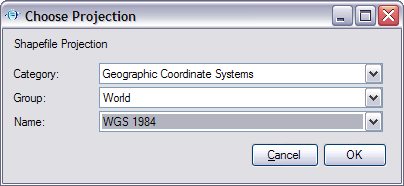 Choose Projection
Shapefile Projection
Category: Geographic Coordinate Systems
Group: World
Name: WGS 1984
Cancel OK